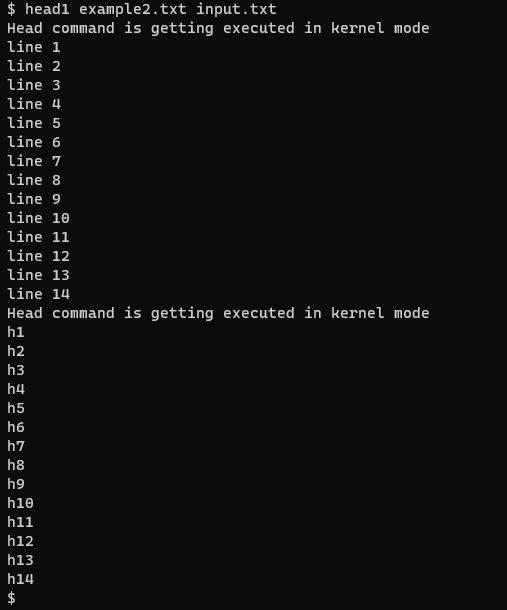 $ head1 example2.txt input.txt
Head command is getting executed in kernel mode
line 1
line 2
line 3
line 4
line 5
line 6
line 7
line 8
line 9
line 10
line 11
line 12
line 13
line 14
Head command is getting executed in kernel mode
h1
h2
h3
h4
h5
h6
h7
h8
h9
h10
h11
h12
h13
h14
$